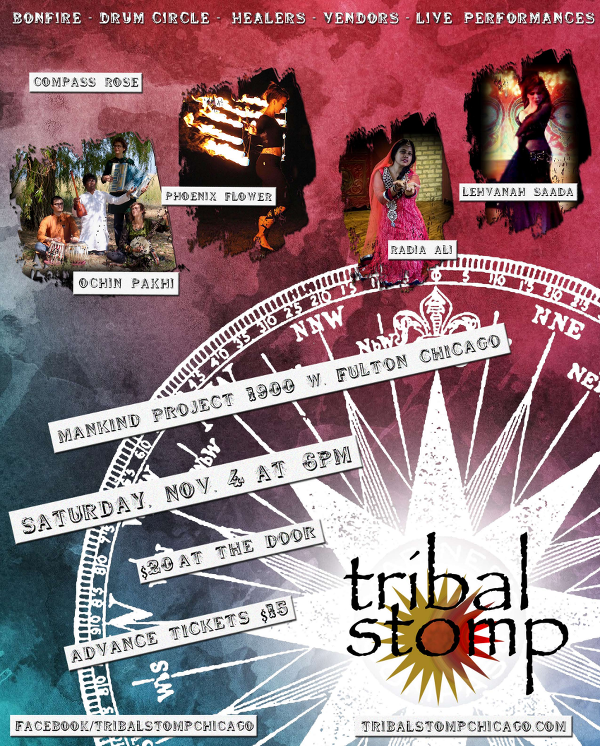 BONFIRE - DRUM CIRCLE - HEALERS - VENDORS - LIVE PERFORMANCES
COMPASS ROSE
PHOENIX FLOWER
LEHVANAH SAADA
RADIA ALI
OCHIN PAKHI
NNW
NNE
MANKIND PROJECT 1900 W. FULTON CHICAGO
SATURDAY, NOV. 4 AT 6PM
$20 AT THE DOOR
ADVANCE TICKETS $15
tribal
stomp
FACEBOOK/TRIBALSTOMPCHICAGO
TRIBALSTOMPCHICAGO.COM